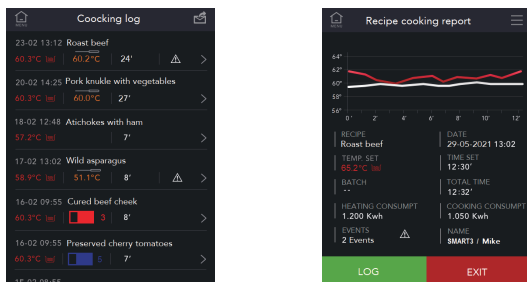 Coocking log
23-02 13:12 Roast beef
60.3°C 60.2°C 24'
20-02 14:25 Pork knukle with vegetables
60.3°C 60.0°C 27'
18-02 12:48 Atichokes with ham
57.2°C 7'
17-02 13:02 Wild asparagus
58.9°C 51.1°C 8'
16-02 09:55 Cured beef cheek
60.3°C 3 8'
16-02 09:55 Preserved cherry tomatoes
60.3°C 5 7'
15-02 08:55
Recipe cooking report
64°
62°
60°
58°
56°
0' 2' 4' 6' 8' 10' 12'
RECIPE
Roast beef
DATE
29-05-2021 13:02
TEMP. SET
65.2°C
TIME SET
12:30'
BATCH
--
TOTAL TIME
12:32'
HEATING CONSUMPT
1.200 Kwh
COOKING CONSUMPT
1.050 Kwh
EVENTS
2 Events
NAME
SMART3 / Mike
LOG
EXIT